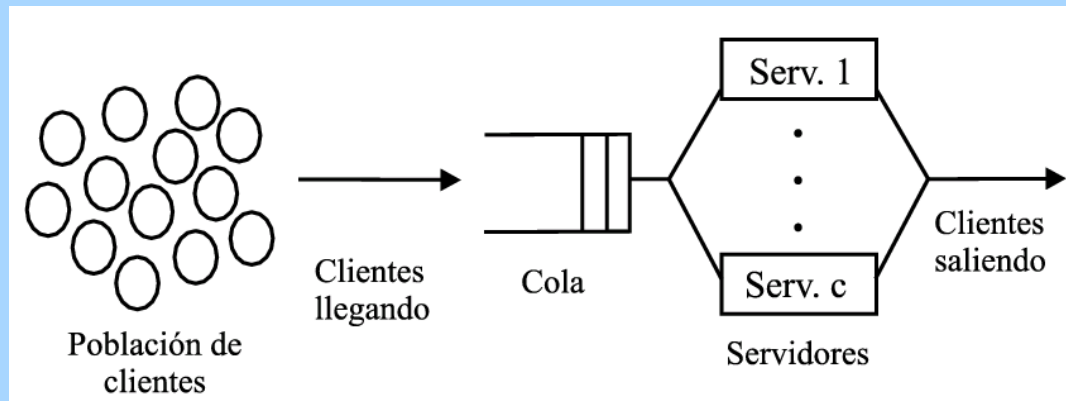 Población de
clientes
Clientes
llegando
Cola
Serv. 1
Serv. c
Servidores
Clientes
saliendo